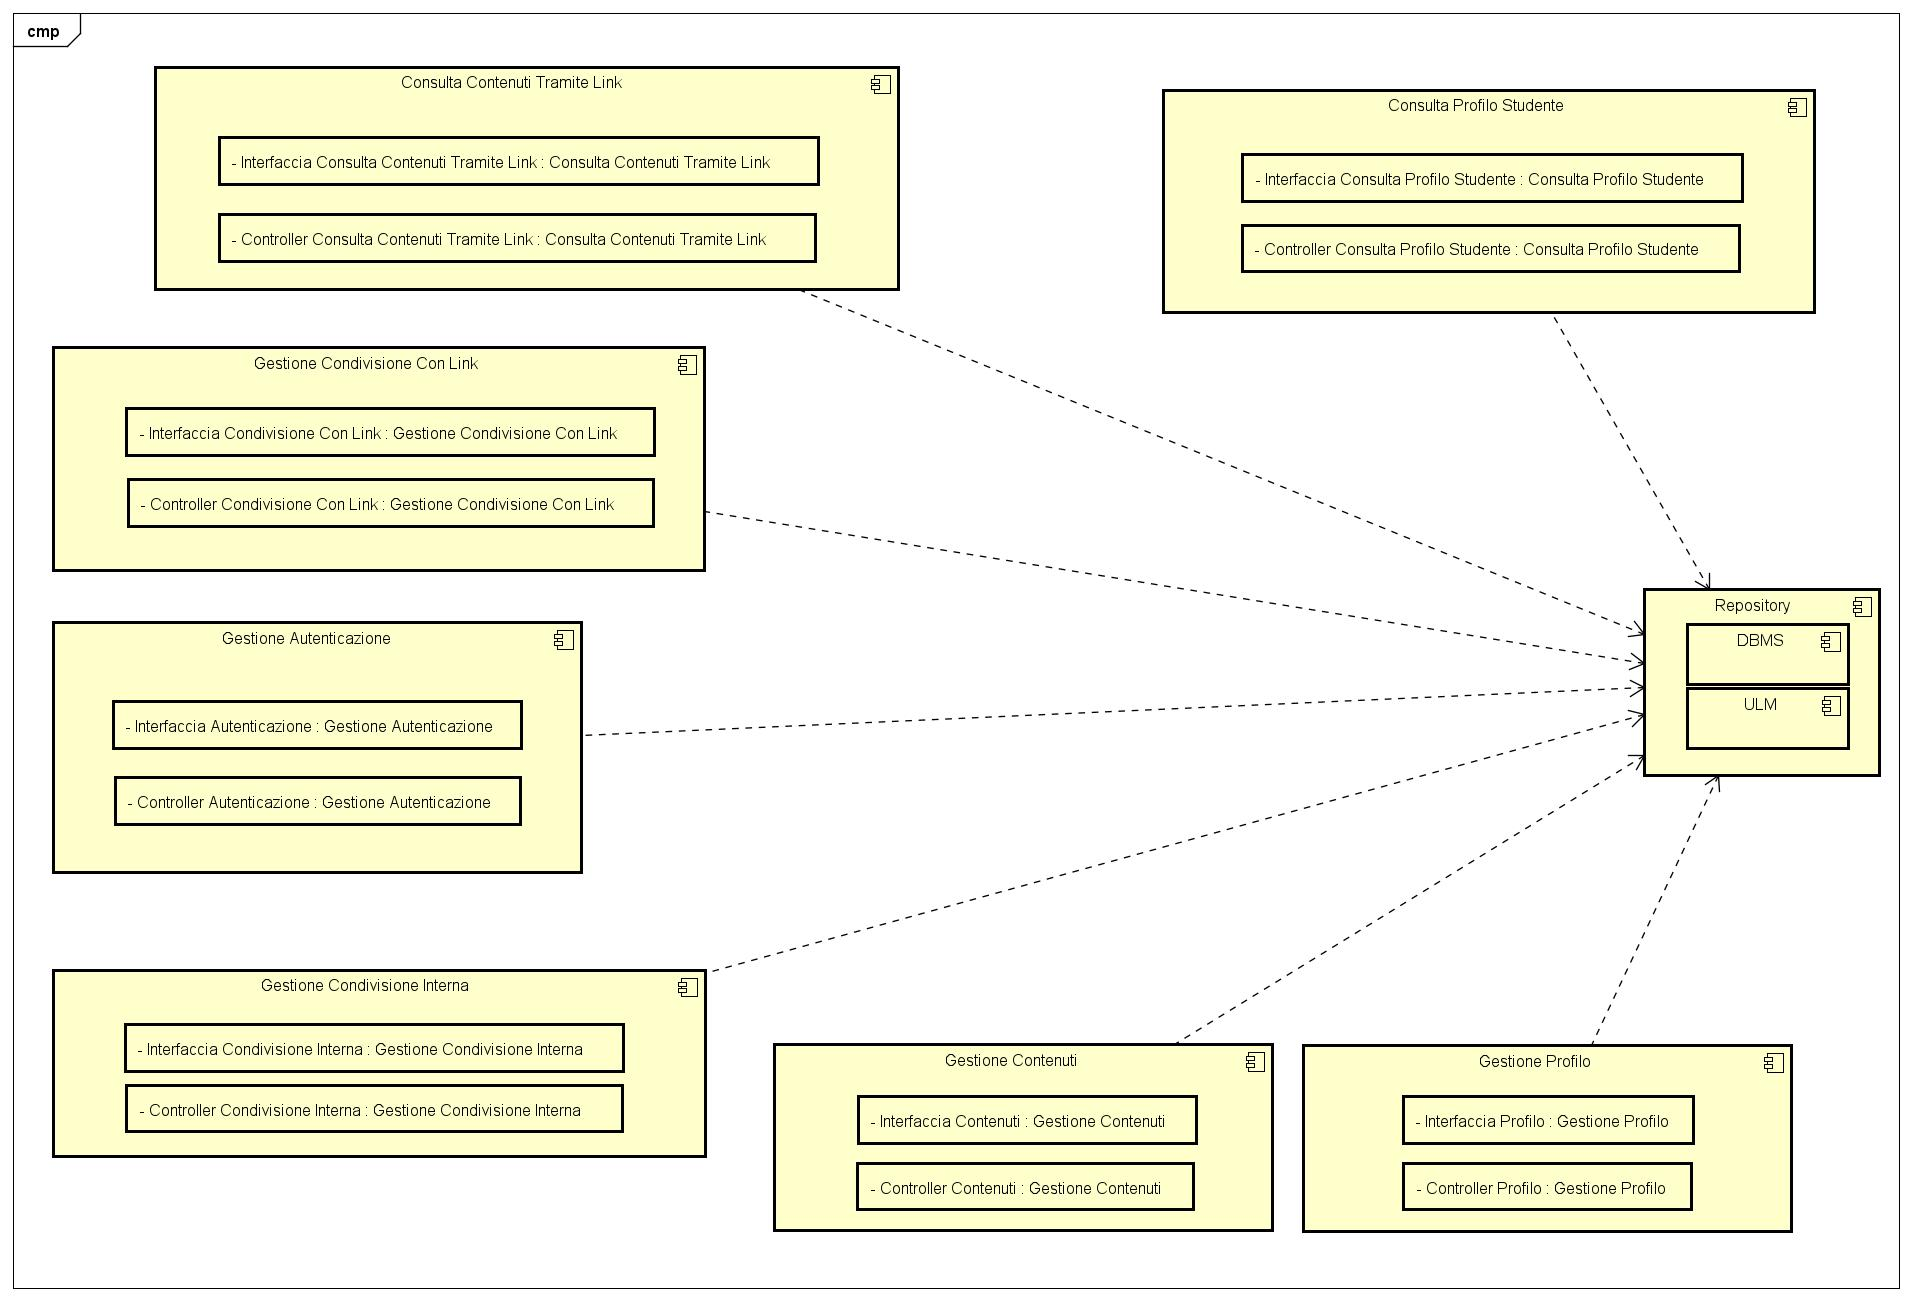 cmp
Consulta Contenuti Tramite Link
- Interfaccia Consulta Contenuti Tramite Link : Consulta Contenuti Tramite Link
- Controller Consulta Contenuti Tramite Link : Consulta Contenuti Tramite Link
Consulta Profilo Studente
- Interfaccia Consulta Profilo Studente : Consulta Profilo Studente
- Controller Consulta Profilo Studente : Consulta Profilo Studente
Gestione Condivisione Con Link
- Interfaccia Condivisione Con Link : Gestione Condivisione Con Link
- Controller Condivisione Con Link : Gestione Condivisione Con Link
Repository
DBMS
ULM
Gestione Autenticazione
- Interfaccia Autenticazione : Gestione Autenticazione
- Controller Autenticazione : Gestione Autenticazione
Gestione Condivisione Interna
- Interfaccia Condivisione Interna : Gestione Condivisione Interna
- Controller Condivisione Interna : Gestione Condivisione Interna
Gestione Contenuti
- Interfaccia Contenuti : Gestione Contenuti
- Controller Contenuti : Gestione Contenuti
Gestione Profilo
- Interfaccia Profilo : Gestione Profilo
- Controller Profilo : Gestione Profilo